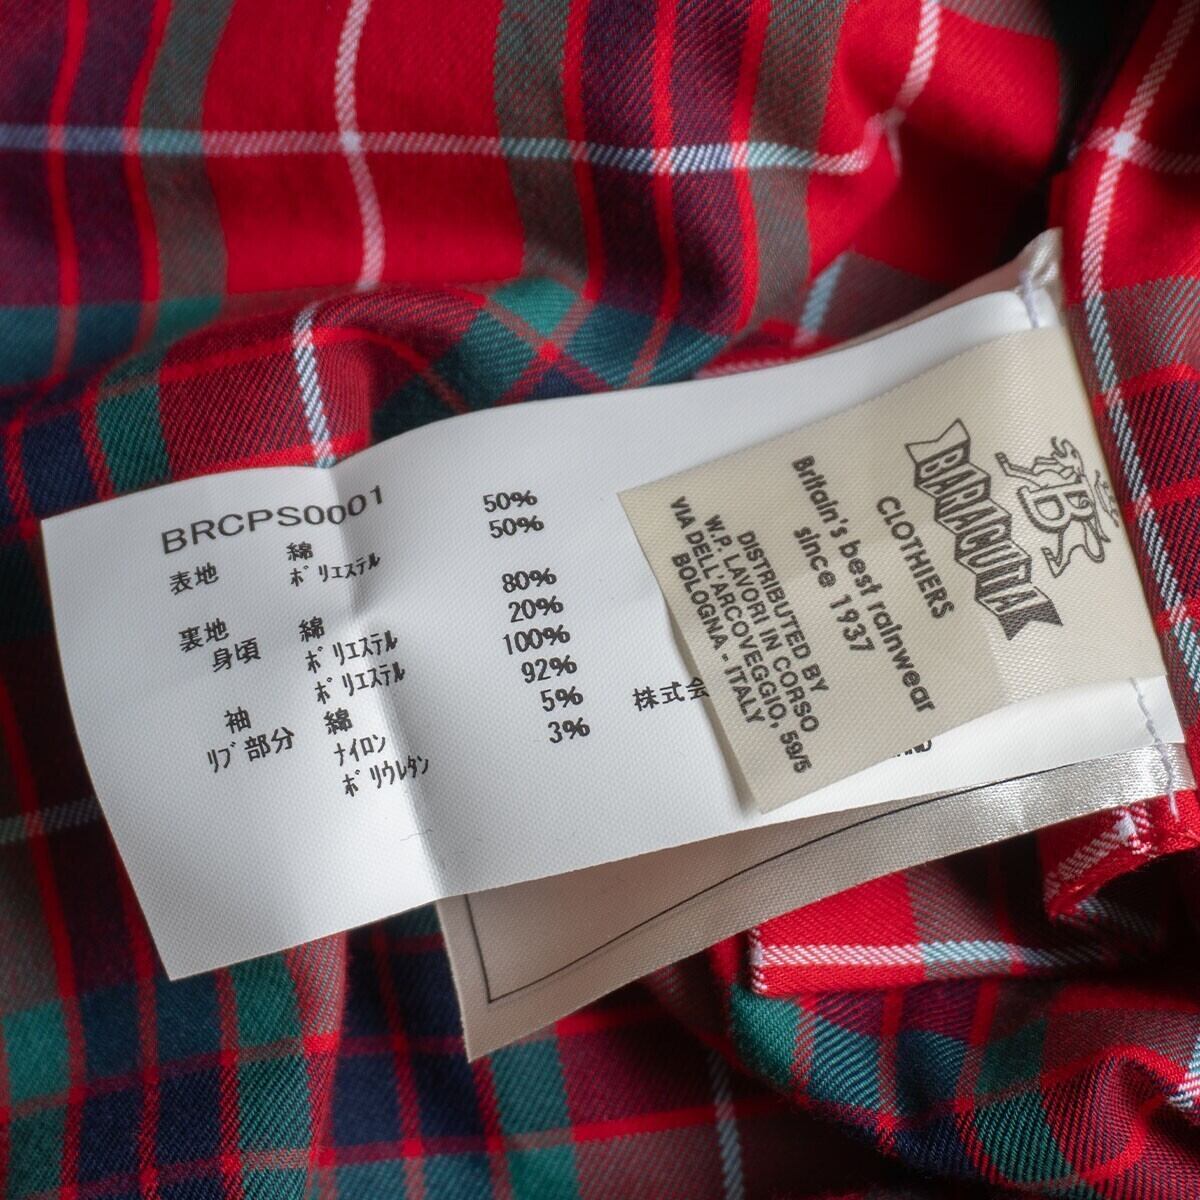 BRCPS0001
表地 綿 50%
ポリエステル 50%
裏地
身頃 綿 80%
ポリエステル 20%
袖 ポリエステル 100%
リブ部分 綿 92%
ナイロン 5%
ポリウレタン 3%
株式会
BARACUTA
CLOTHIERS
Britain's best rainwear
since 1937
DISTRIBUTED BY
W.P. LAVORI IN CORSO
VIA DELL'ARCOVEGGIO, 59/5
BOLOGNA - ITALY